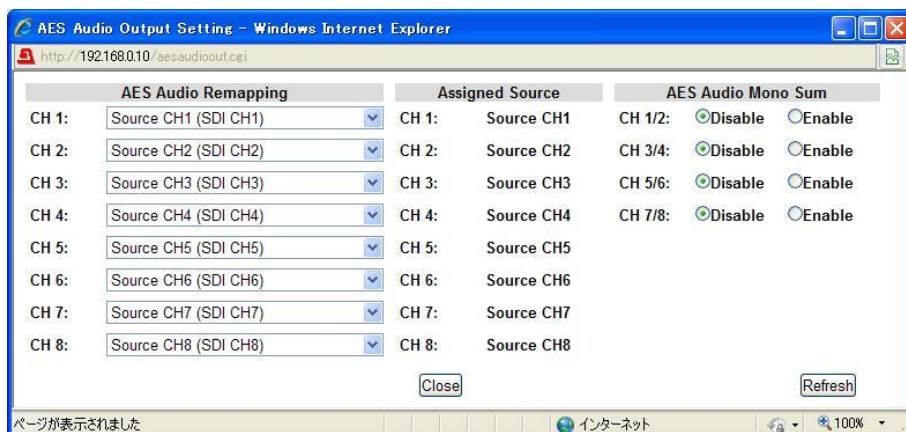 AES Audio Output Setting - Windows Internet Explorer
http://192.168.0.10/aesaudioout.cgi
AES Audio Remapping Assigned Source AES Audio Mono Sum
CH 1: Source CH1 (SDI CH1) CH 1: Source CH1 CH 1/2: Disable Enable
CH 2: Source CH2 (SDI CH2) CH 2: Source CH2 CH 3/4: Disable Enable
CH 3: Source CH3 (SDI CH3) CH 3: Source CH3 CH 5/6: Disable Enable
CH 4: Source CH4 (SDI CH4) CH 4: Source CH4 CH 7/8: Disable Enable
CH 5: Source CH5 (SDI CH5) CH 5: Source CH5
CH 6: Source CH6 (SDI CH6) CH 6: Source CH6
CH 7: Source CH7 (SDI CH7) CH 7: Source CH7
CH 8: Source CH8 (SDI CH8) CH 8: Source CH8
Close Refresh
ページが表示されました インターネット 100%